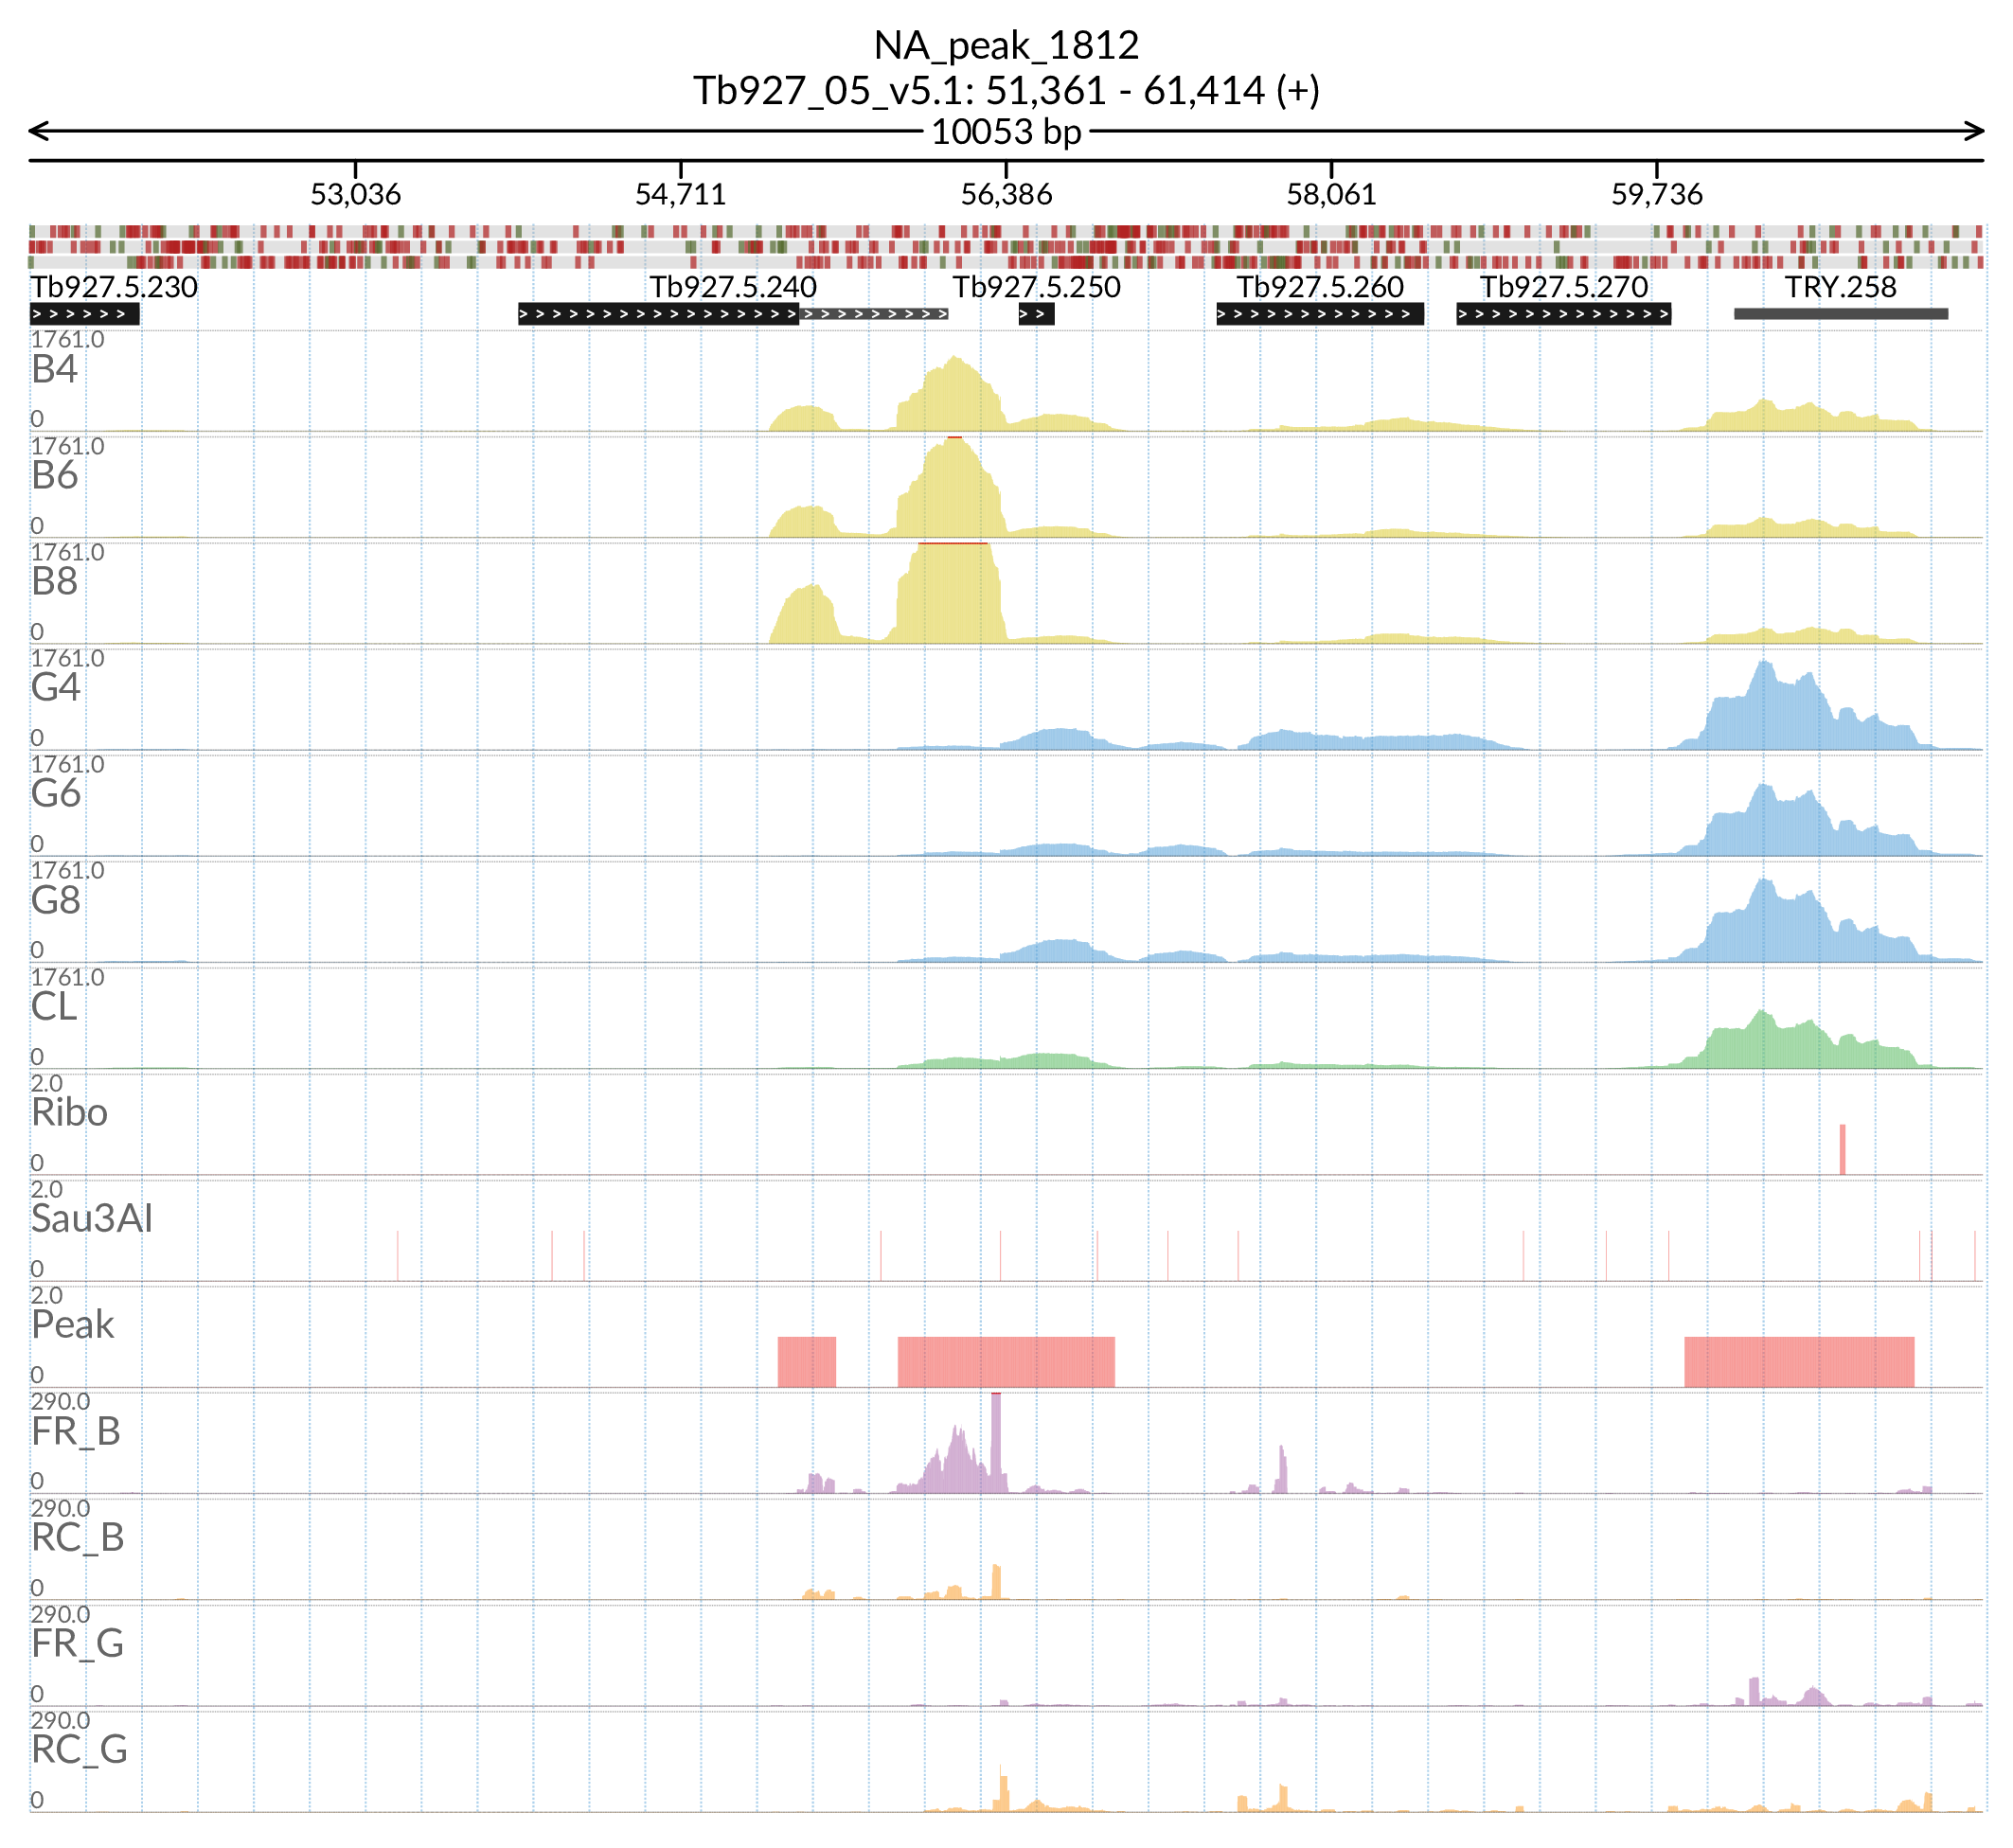 NA_peak_1812
Tb927_05_v5.1: 51,361 - 61,414 (+)
10053 bp
53,036 54,711 56,386 58,061 59,736
Tb927.5.230 Tb927.5.240 Tb927.5.250 Tb927.5.260 Tb927.5.270 TRY.258
1761.0
B4
0
1761.0
B6
0
1761.0
B8
0
1761.0
G4
0
1761.0
G6
0
1761.0
G8
0
1761.0
CL
0
2.0
Ribo
0
2.0
Sau3AI
0
2.0
Peak
0
290.0
FR_B
0
290.0
RC_B
0
290.0
FR_G
0
290.0
RC_G
0